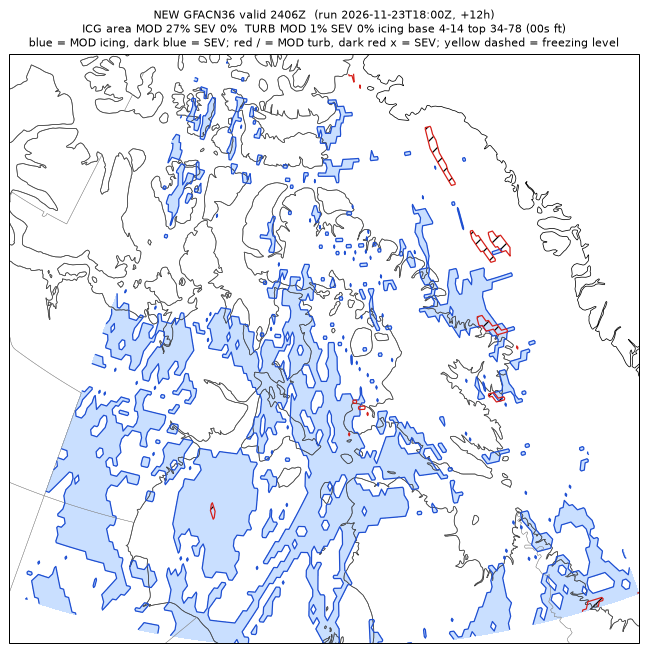 NEW GFACN36 valid 2406Z  (run 2026-11-23T18:00Z, +12h)
ICG area MOD 27% SEV 0%  TURB MOD 1% SEV 0% icing base 4-14 top 34-78 (00s ft)
blue = MOD icing, dark blue = SEV; red / = MOD turb, dark red x = SEV; yellow dashed = freezing level